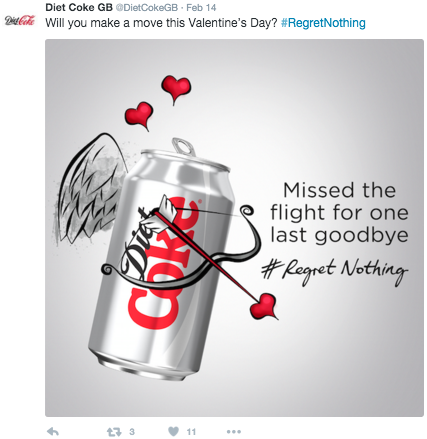 Diet Coke
Diet Coke GB @DietCokeGB · Feb 14
Will you make a move this Valentine's Day? #RegretNothing
Diet
Coke
Missed the
flight for one
last goodbye
#Regret Nothing
3
11